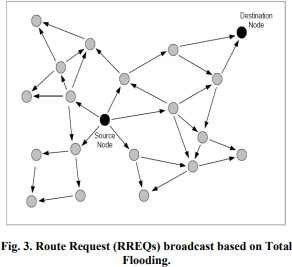 Destination
Node
Source
Node
Fig. 3. Route Request (RREQs) broadcast based on Total
Flooding.